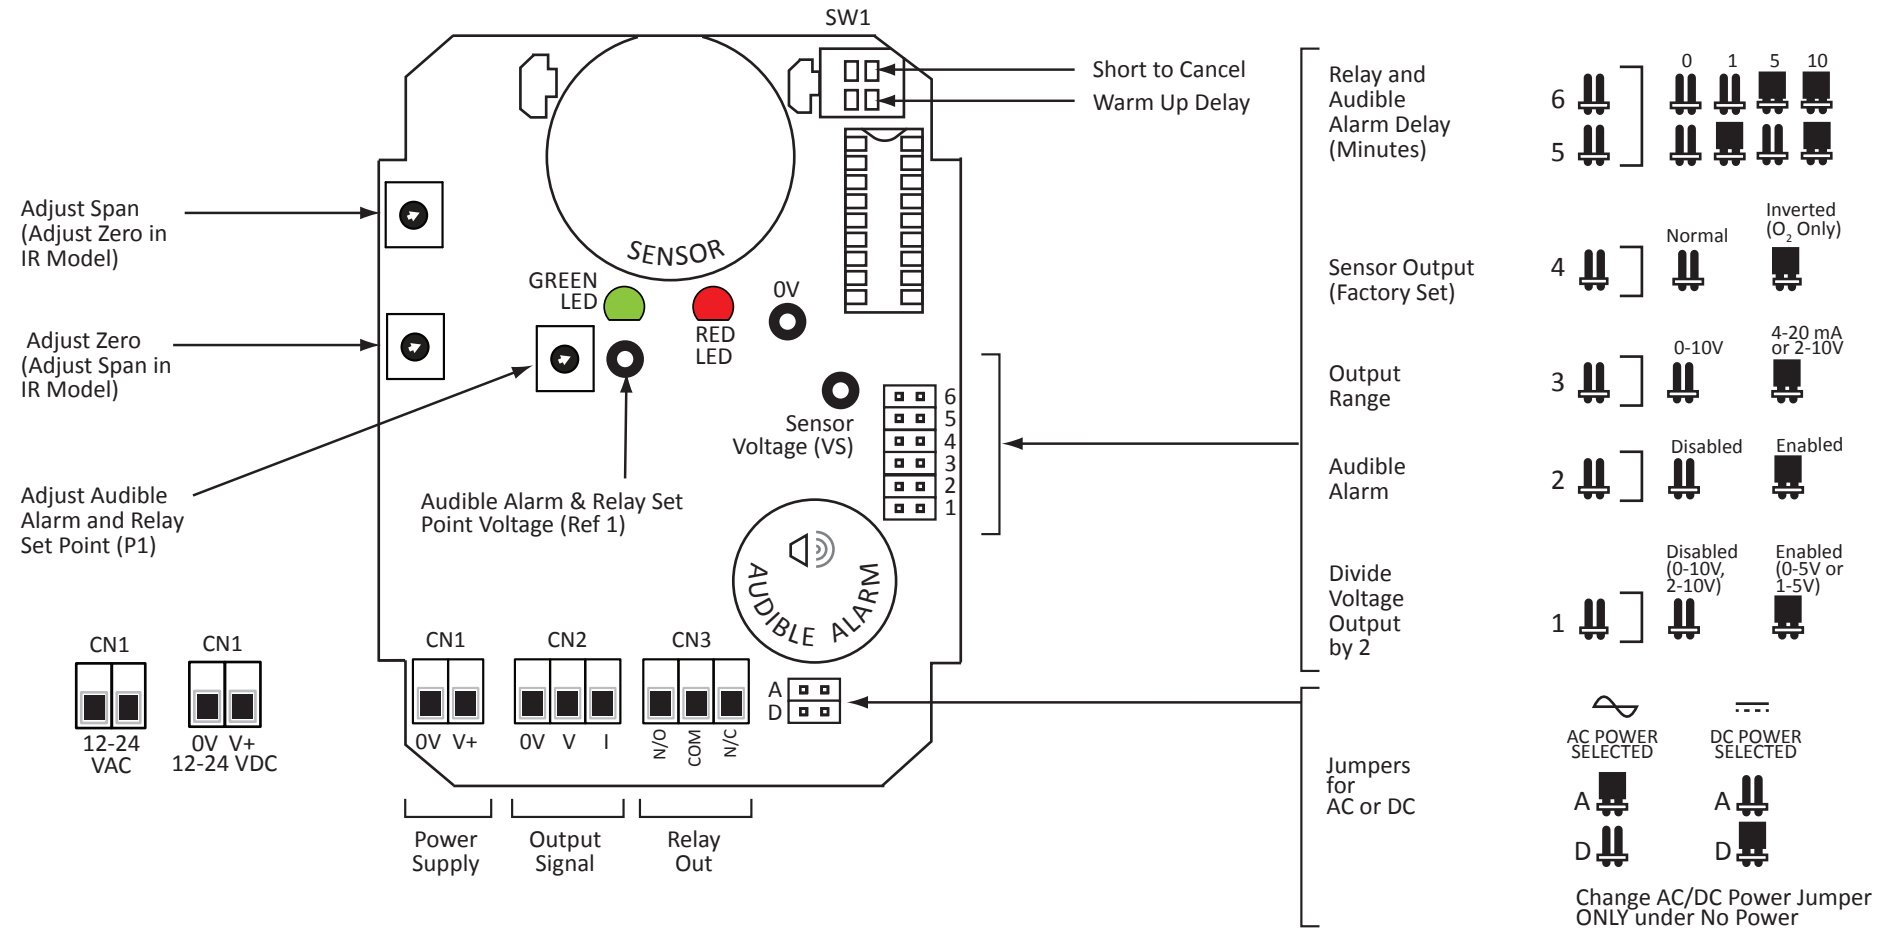 SW1
Short to Cancel
Warm Up Delay
Adjust Span
(Adjust Zero in
IR Model)
SENSOR
GREEN
LED
RED
LED
0V
Adjust Zero
(Adjust Span in
IR Model)
Sensor
Voltage (VS)
6
5
4
3
2
1
Adjust Audible
Alarm and Relay
Set Point (P1)
Audible Alarm & Relay Set
Point Voltage (Ref 1)
AUDIBLE ALARM
CN1
12-24
VAC
CN1
0V V+
12-24 VDC
CN1
0V V+
Power
Supply
CN2
0V V I
Output
Signal
CN3
N/O
COM
N/C
Relay
Out
A
D
Relay and
Audible
Alarm Delay
(Minutes)
6
5
0 1 5 10
Sensor Output
(Factory Set)
4
Normal
Inverted
(O2 Only)
Output
Range
3
0-10V
4-20 mA
or 2-10V
Audible
Alarm
2
Disabled
Enabled
Divide
Voltage
Output
by 2
1
Disabled
(0-10V,
2-10V)
Enabled
(0-5V or
1-5V)
Jumpers
for
AC or DC
AC POWER
SELECTED
A
D
DC POWER
SELECTED
A
D
Change AC/DC Power Jumper
ONLY under No Power